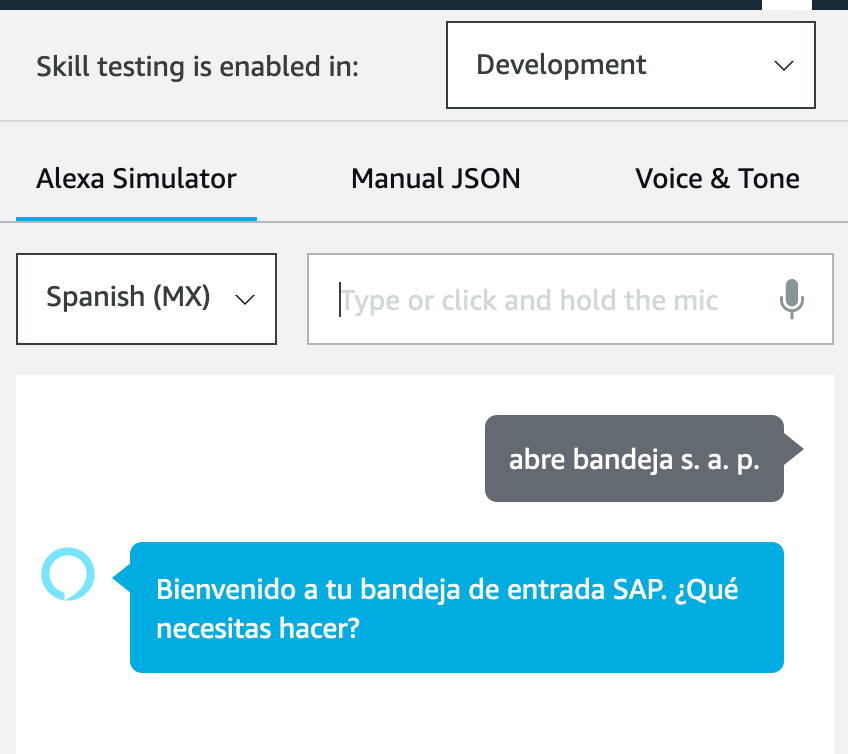 Skill testing is enabled in:
Development
Alexa Simulator
Manual JSON
Voice & Tone
Spanish (MX)
Type or click and hold the mic
abre bandeja s. a. p.
Bienvenido a tu bandeja de entrada SAP. ¿Qué
necesitas hacer?